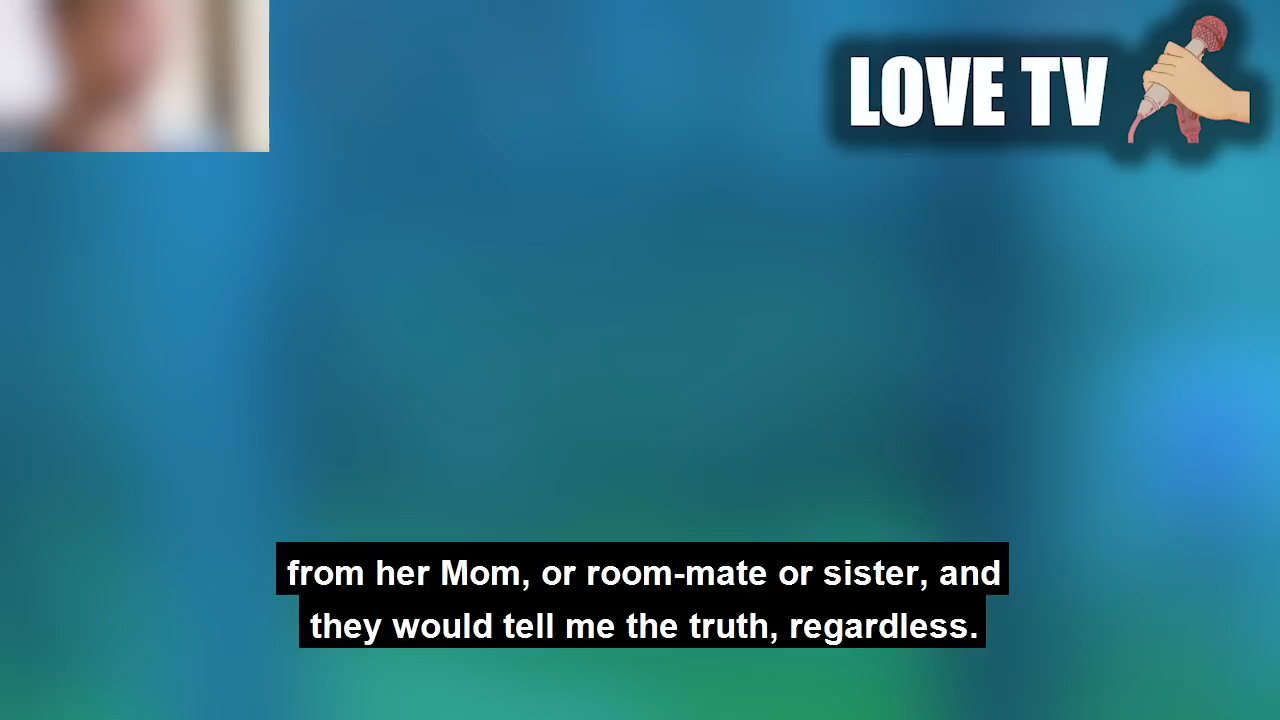 LOVE TV
from her Mom, or room-mate or sister, and
they would tell me the truth, regardless.